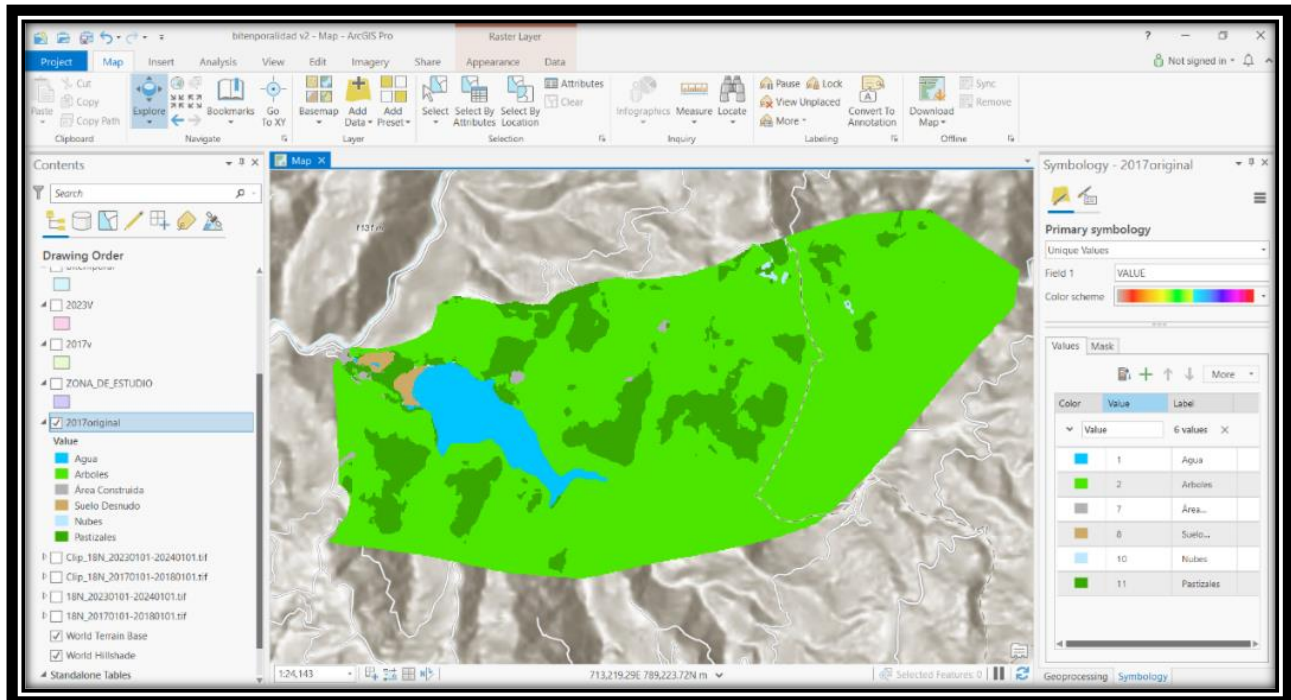 bitenporalidad v2 - Map - ArcGIS Pro
Raster Layer
?
Project Map Insert Analysis View Edit Imagery Share Appearance Data
Not signed in
Paste
Cut
Copy
Copy Path
Clipboard
Explore
Bookmarks
Go To XY
Navigate
Basemap
Add Data
Add Preset
Layer
Select
Select By Attributes
Select By Location
Attributes
Clear
Selection
Infographics
Measure
Locate
Inquiry
Pause
Lock
View Unplaced
More
Convert To Annotation
Labeling
Download Map
Sync
Remove
Offline
Contents
Search
Drawing Order
bitemporal
2023V
2017v
ZONA_DE_ESTUDIO
2017original
Value
Agua
Arboles
Área Construida
Suelo Desnudo
Nubes
Pastizales
Clip_18N_20230101-20240101.tif
Clip_18N_20170101-20180101.tif
18N_20230101-20240101.tif
18N_20170101-20180101.tif
World Terrain Base
World Hillshade
Standalone Tables
Map
1131 m
1:24,143
713,219.29E 789,223.72N m
Selected Features: 0
Symbology - 2017original
Primary symbology
Unique Values
Field 1 VALUE
Color scheme
Values Mask
More
Color Value Label
Value 6 values
1 Agua
2 Arboles
7 Área...
8 Suelo...
10 Nubes
11 Pastizales
Geoprocessing Symbology